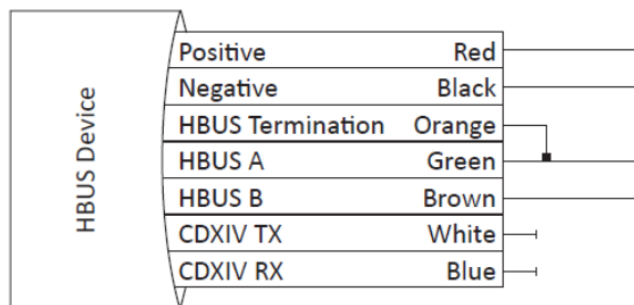 HBUS Device
Positive Red
Negative Black
HBUS Termination Orange
HBUS A Green
HBUS B Brown
CDXIV TX White
CDXIV RX Blue